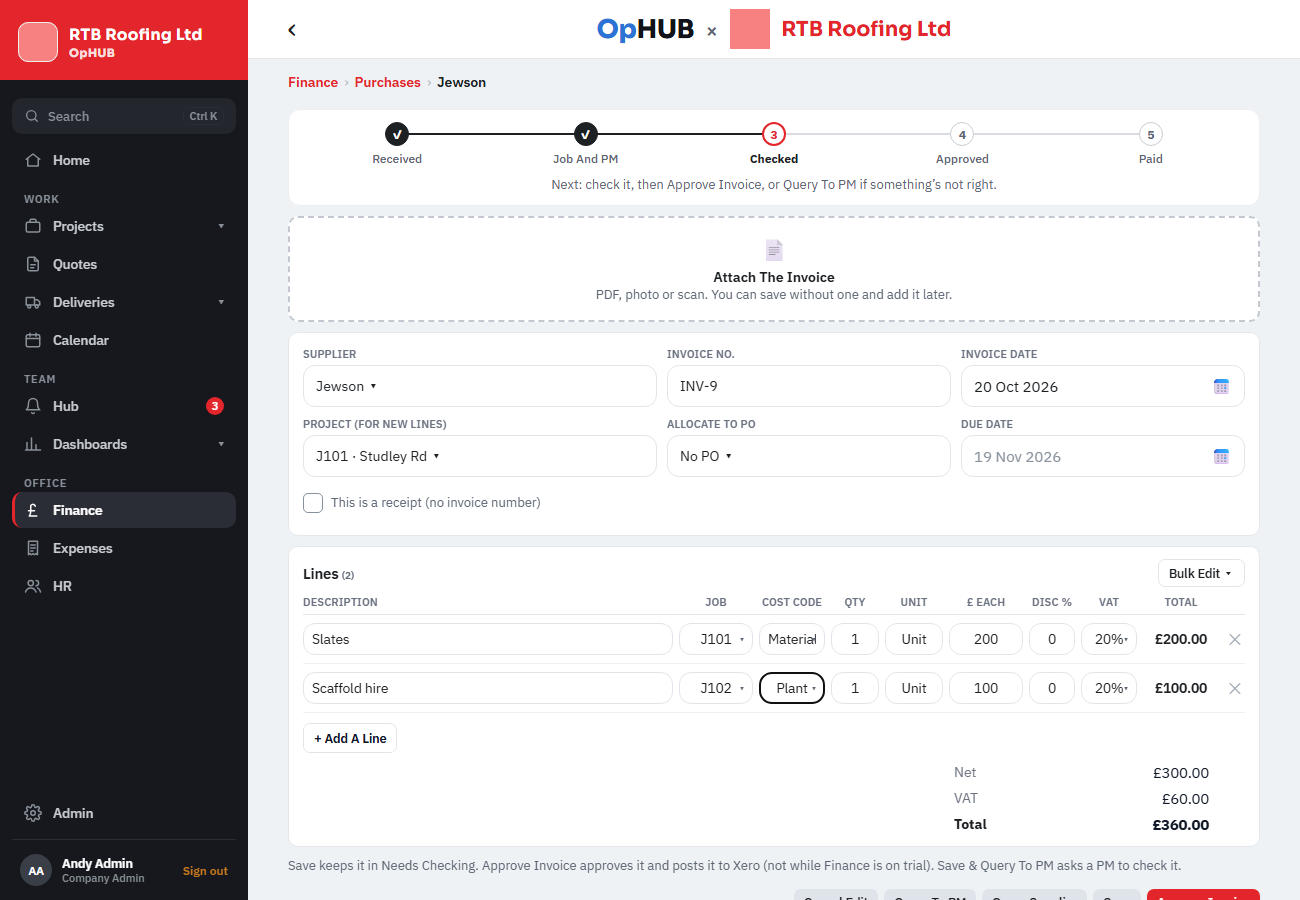 RTB Roofing Ltd
OpHUB
Search
Ctrl K
Home
WORK
Projects
Quotes
Deliveries
Calendar
TEAM
Hub
3
Dashboards
OFFICE
£ Finance
Expenses
HR
Admin
AA
Andy Admin
Company Admin
Sign out
OpHUB × RTB Roofing Ltd
Finance › Purchases › Jewson
3 4 5
Received Job And PM Checked Approved Paid
Next: check it, then Approve Invoice, or Query To PM if something’s not right.
Attach The Invoice
PDF, photo or scan. You can save without one and add it later.
SUPPLIER INVOICE NO. INVOICE DATE
Jewson INV-9 20 Oct 2026
PROJECT (FOR NEW LINES) ALLOCATE TO PO DUE DATE
J101 · Studley Rd No PO 19 Nov 2026
This is a receipt (no invoice number)
Lines (2)
Bulk Edit
DESCRIPTION JOB COST CODE QTY UNIT £ EACH DISC % VAT TOTAL
Slates J101 Material 1 Unit 200 0 20% £200.00
Scaffold hire J102 Plant 1 Unit 100 0 20% £100.00
+ Add A Line
Net £300.00
VAT £60.00
Total £360.00
Save keeps it in Needs Checking. Approve Invoice approves it and posts it to Xero (not while Finance is on trial). Save & Query To PM asks a PM to check it.